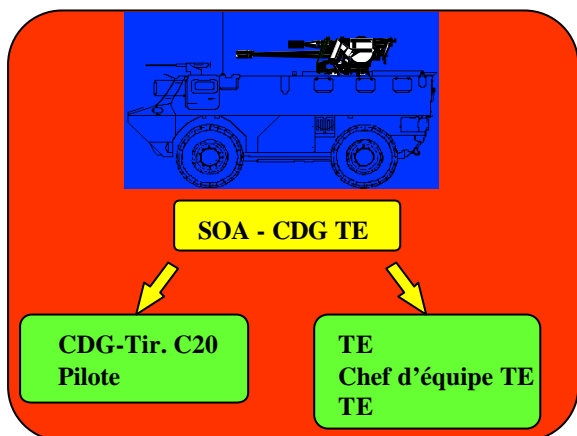 SOA - CDG TE
CDG-Tir. C20
Pilote
TE
Chef d'équipe TE
TE